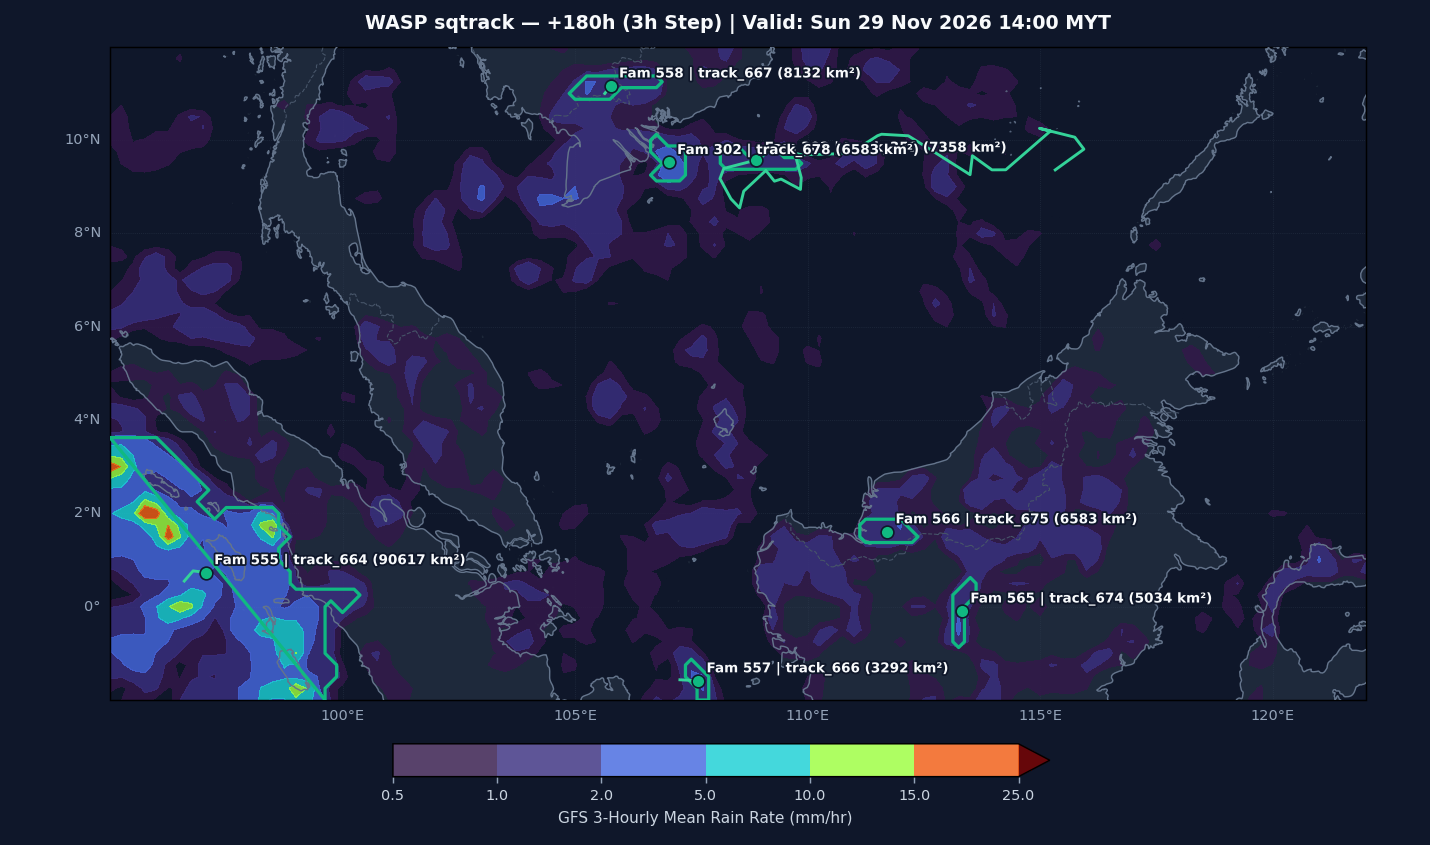 WASP sqtrack — +180h (3h Step) | Valid: Sun 29 Nov 2026 14:00 MYT
Fam 558 | track_667 (8132 km²)
10°N
Fam 302 | track_678 (6583 km²)
(7358 km²)
8°N
6°N
4°N
2°N
Fam 566 | track_675 (6583 km²)
Fam 555 | track_664 (90617 km²)
0°
Fam 565 | track_674 (5034 km²)
Fam 557 | track_666 (3292 km²)
100°E 105°E 110°E 115°E 120°E
0.5 1.0 2.0 5.0 10.0 15.0 25.0
GFS 3-Hourly Mean Rain Rate (mm/hr)